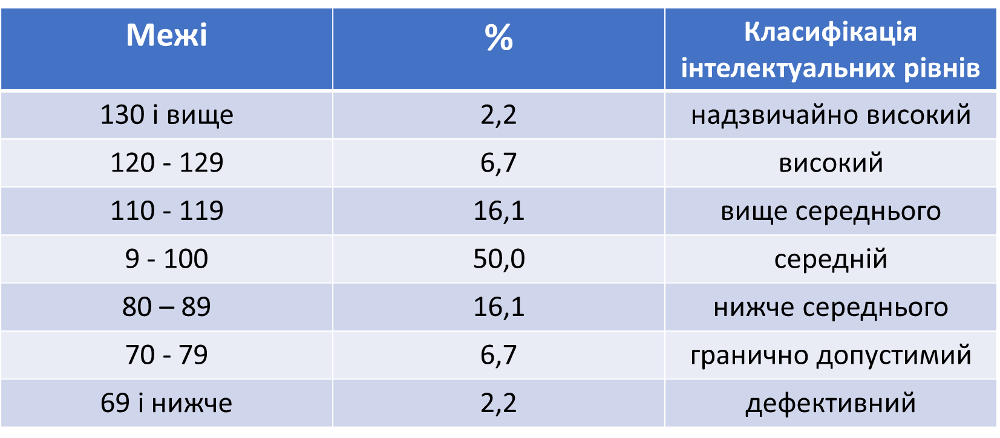 Межі % Класифікація
інтелектуальних рівнів
130 і вище 2,2 надзвичайно високий
120 - 129 6,7 високий
110 - 119 16,1 вище середнього
9 - 100 50,0 середній
80 – 89 16,1 нижче середнього
70 - 79 6,7 гранично допустимий
69 і нижче 2,2 дефективний